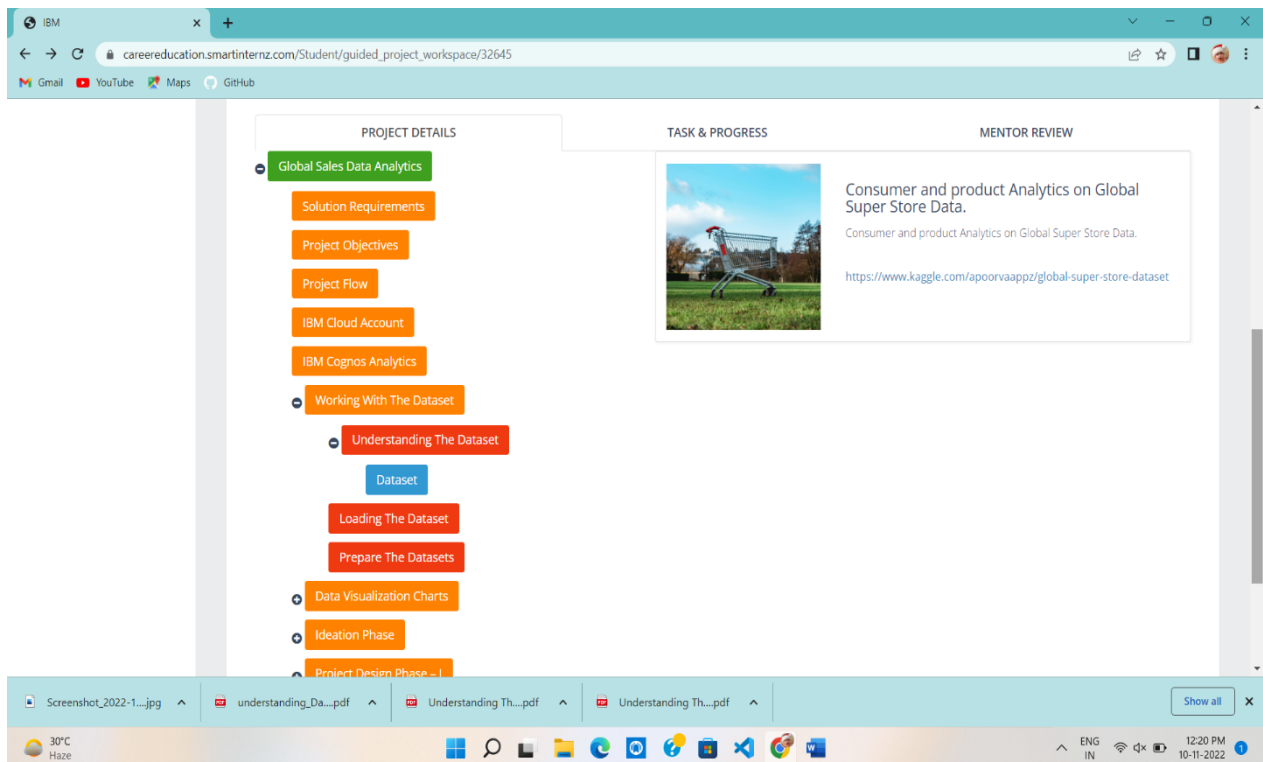 IBM
careereducation.smartinternz.com/Student/guided_project_workspace/32645
Gmail YouTube Maps GitHub
PROJECT DETAILS TASK & PROGRESS MENTOR REVIEW
Global Sales Data Analytics
Solution Requirements
Project Objectives
Project Flow
IBM Cloud Account
IBM Cognos Analytics
Working With The Dataset
Understanding The Dataset
Dataset
Loading The Dataset
Prepare The Datasets
Data Visualization Charts
Ideation Phase
Project Design Phase – I
Consumer and product Analytics on Global
Super Store Data.
Consumer and product Analytics on Global Super Store Data.
https://www.kaggle.com/apoorvaappz/global-super-store-dataset
Screenshot_2022-1....jpg understanding_Da....pdf Understanding Th....pdf Understanding Th....pdf Show all
30°C
Haze
ENG
IN
12:20 PM
10-11-2022
1